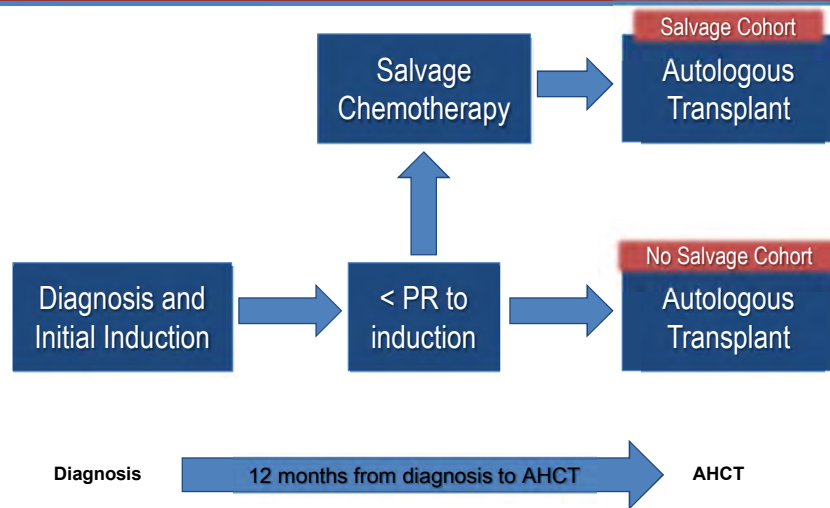 Salvage Cohort
Salvage
Chemotherapy
Autologous
Transplant
No Salvage Cohort
Diagnosis and
Initial Induction
< PR to
induction
Autologous
Transplant
Diagnosis
12 months from diagnosis to AHCT
AHCT